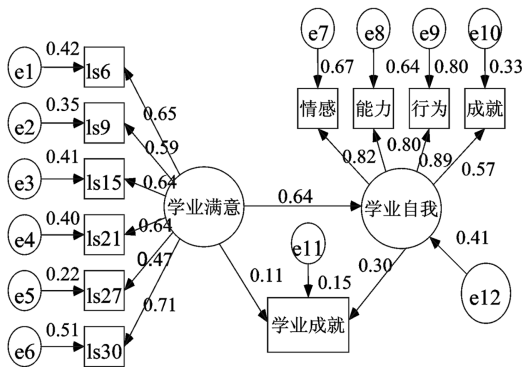 e7
e8
e9
e10
0.67
0.64
0.80
0.33
情感
能力
行为
成就
0.82
0.80
0.89
0.57
e1
0.42
ls6
e2
0.35
ls9
e3
0.41
ls15
e4
0.40
ls21
e5
0.22
ls27
e6
0.51
ls30
0.65
0.59
0.64
0.64
0.47
0.71
学业满意
0.64
学业自我
e11
0.11
0.15
0.30
0.41
e12
学业成就